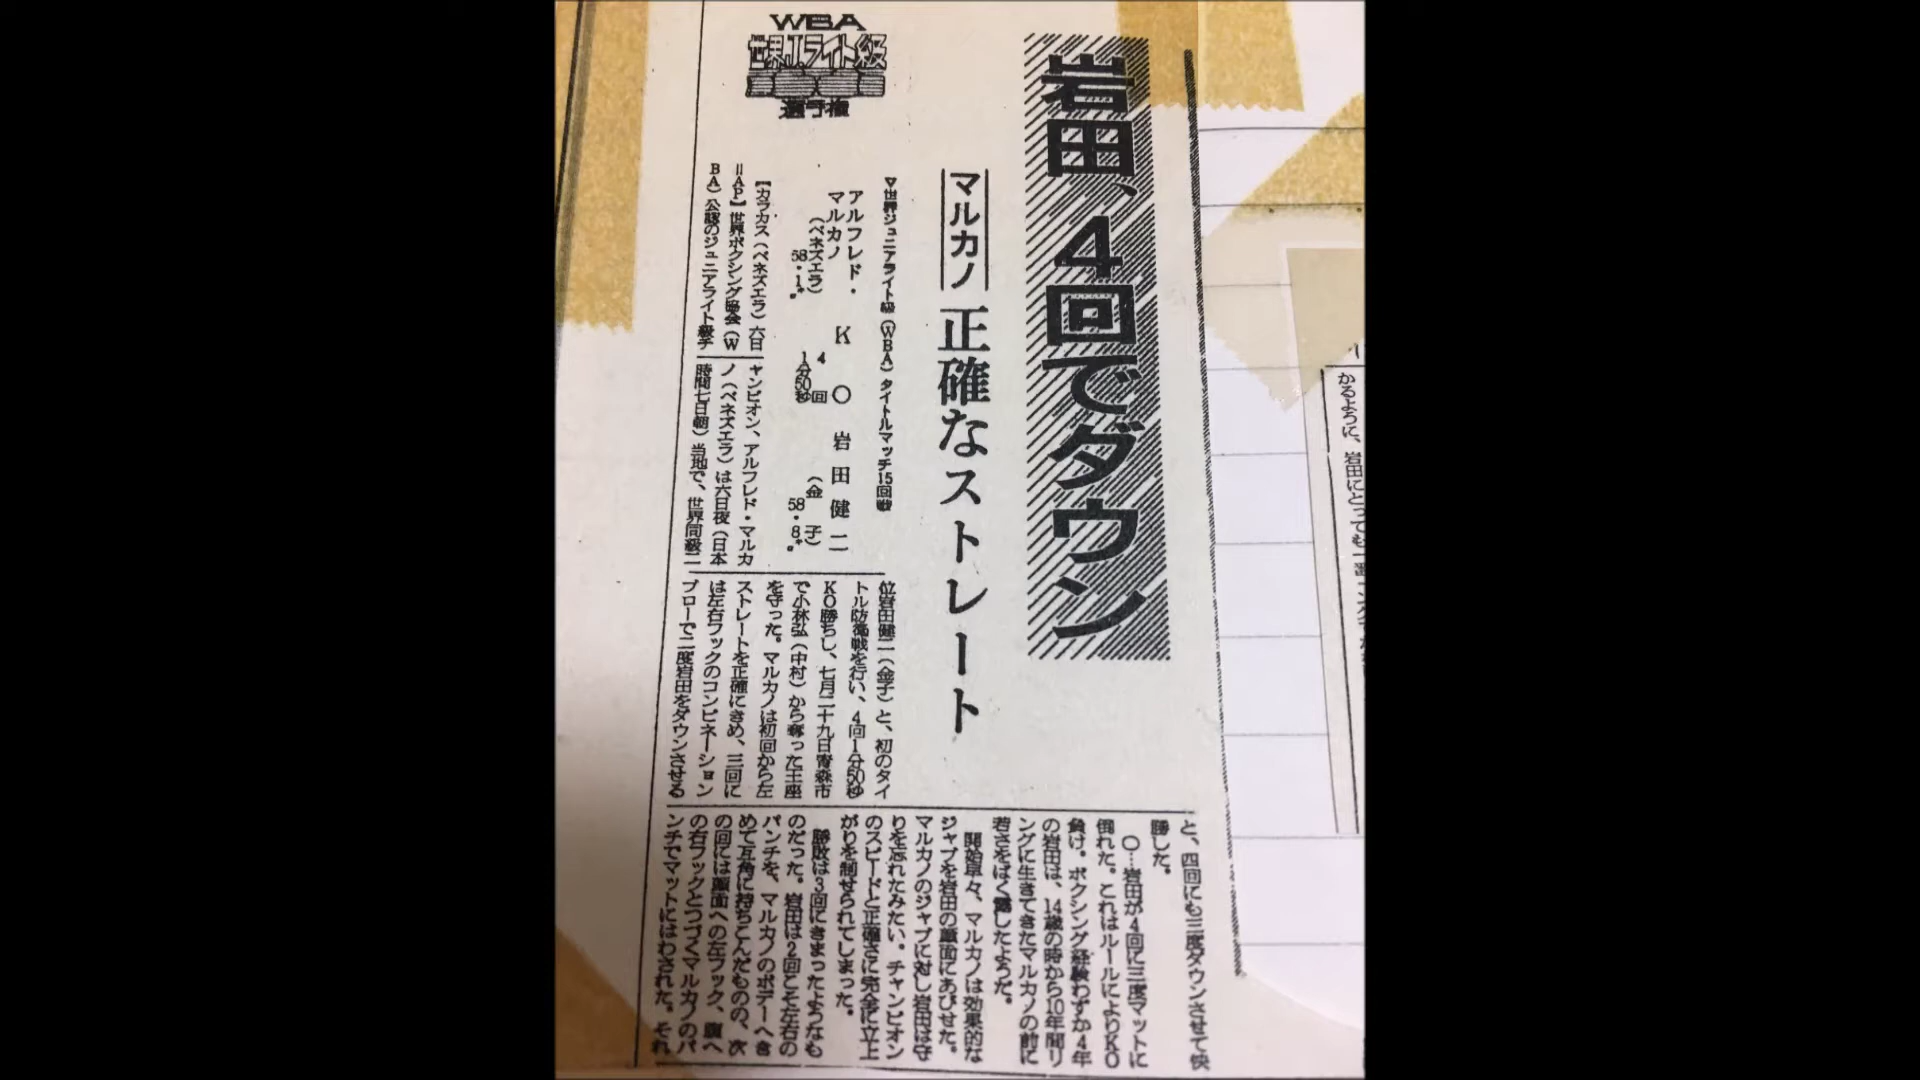 岩田、4回でダウン
マルカノ 正確なストレート
WBA
世界J.ライト級
選手権
▽世界ジュニアライト級（WBA）タイトルマッチ15回戦
アルフレド・
マルカノ
（ベネズエラ）
58・1㌔
KO
4回
1分50秒
岩田健二
（金子）
58・8㌔
【カラカス（ベネズエラ）六日
＝AP】世界ボクシング協会（W
BA）公認のジュニアライト級チ
ャンピオン、アルフレド・マルカ
ノ（ベネズエラ）は六日夜（日本
時間七日朝）当地で、世界同級二
位岩田健二（金子）と、初のタイ
トル防衛戦を行い、4回1分50秒
KO勝ちし、七月二十九日青森市
で小林弘（中村）から奪った王座
を守った。マルカノは初回から左
ストレートを正確にきめ、三回に
は左右フックのコンビネーション
ブローで二度岩田をダウンさせる
と、四回にも三度ダウンさせて快
勝した。
○……岩田が4回に三度マットに
倒れた。これはルールによりKO
負け。ボクシング経験わずか4年
の岩田は、14歳の時から10年間リ
ングに生きてきたマルカノの前に
若さをばく露したようだ。
開始早々、マルカノは効果的な
ジャブを岩田の顔面にあびせた。
マルカノのジャブに対し岩田は守
りを忘れたみたい。チャンピオン
のスピードと正確さに完全に立上
がりを制せられてしまった。
勝敗は3回にきまったようなも
のだった。岩田は2回こそ左右の
パンチを、マルカノのボデーへき
めて互角に持ちこんだものの、次
の回には顔面への左フック、腹へ
の右フックとつづくマルカノのパ
ンチでマットにはわされた。それ
かるように、岩田にとっても